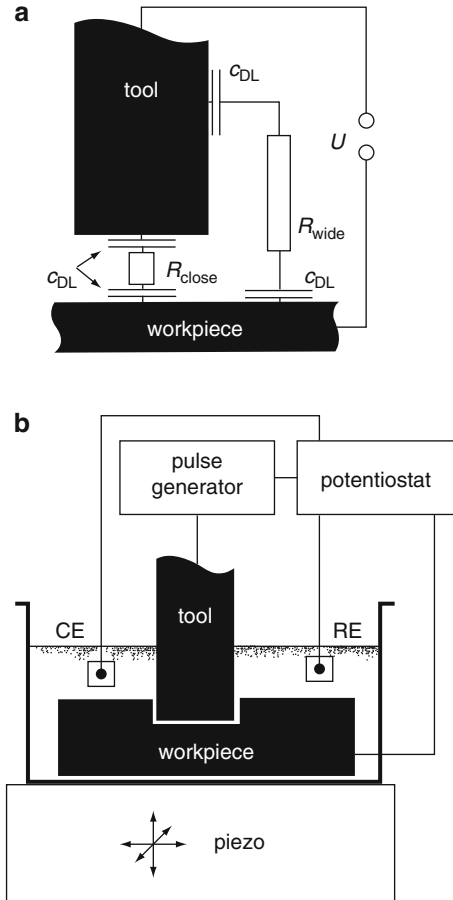 a
tool
c_DL
U
R_wide
c_DL
R_close
c_DL
workpiece
b
pulse
generator
potentiostat
tool
CE
RE
workpiece
piezo